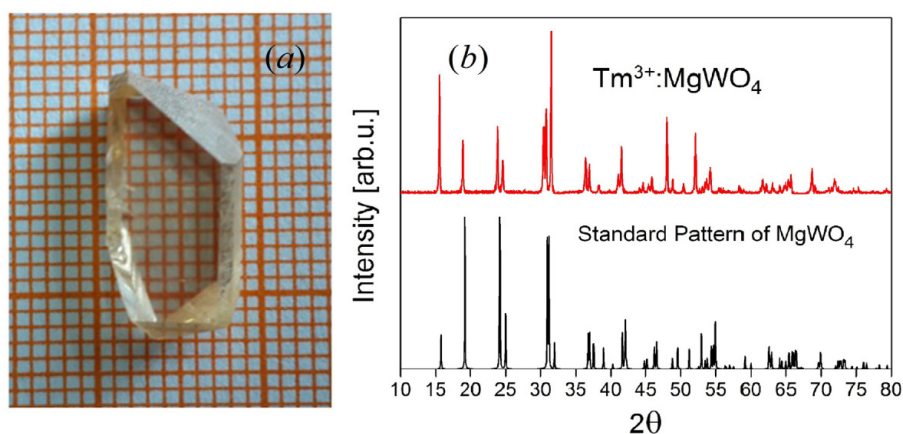 (a)
(b)
Tm³⁺:MgWO₄
Standard Pattern of MgWO₄
Intensity [arb.u.]
10 15 20 25 30 35 40 45 50 55 60 65 70 75 80
2θ